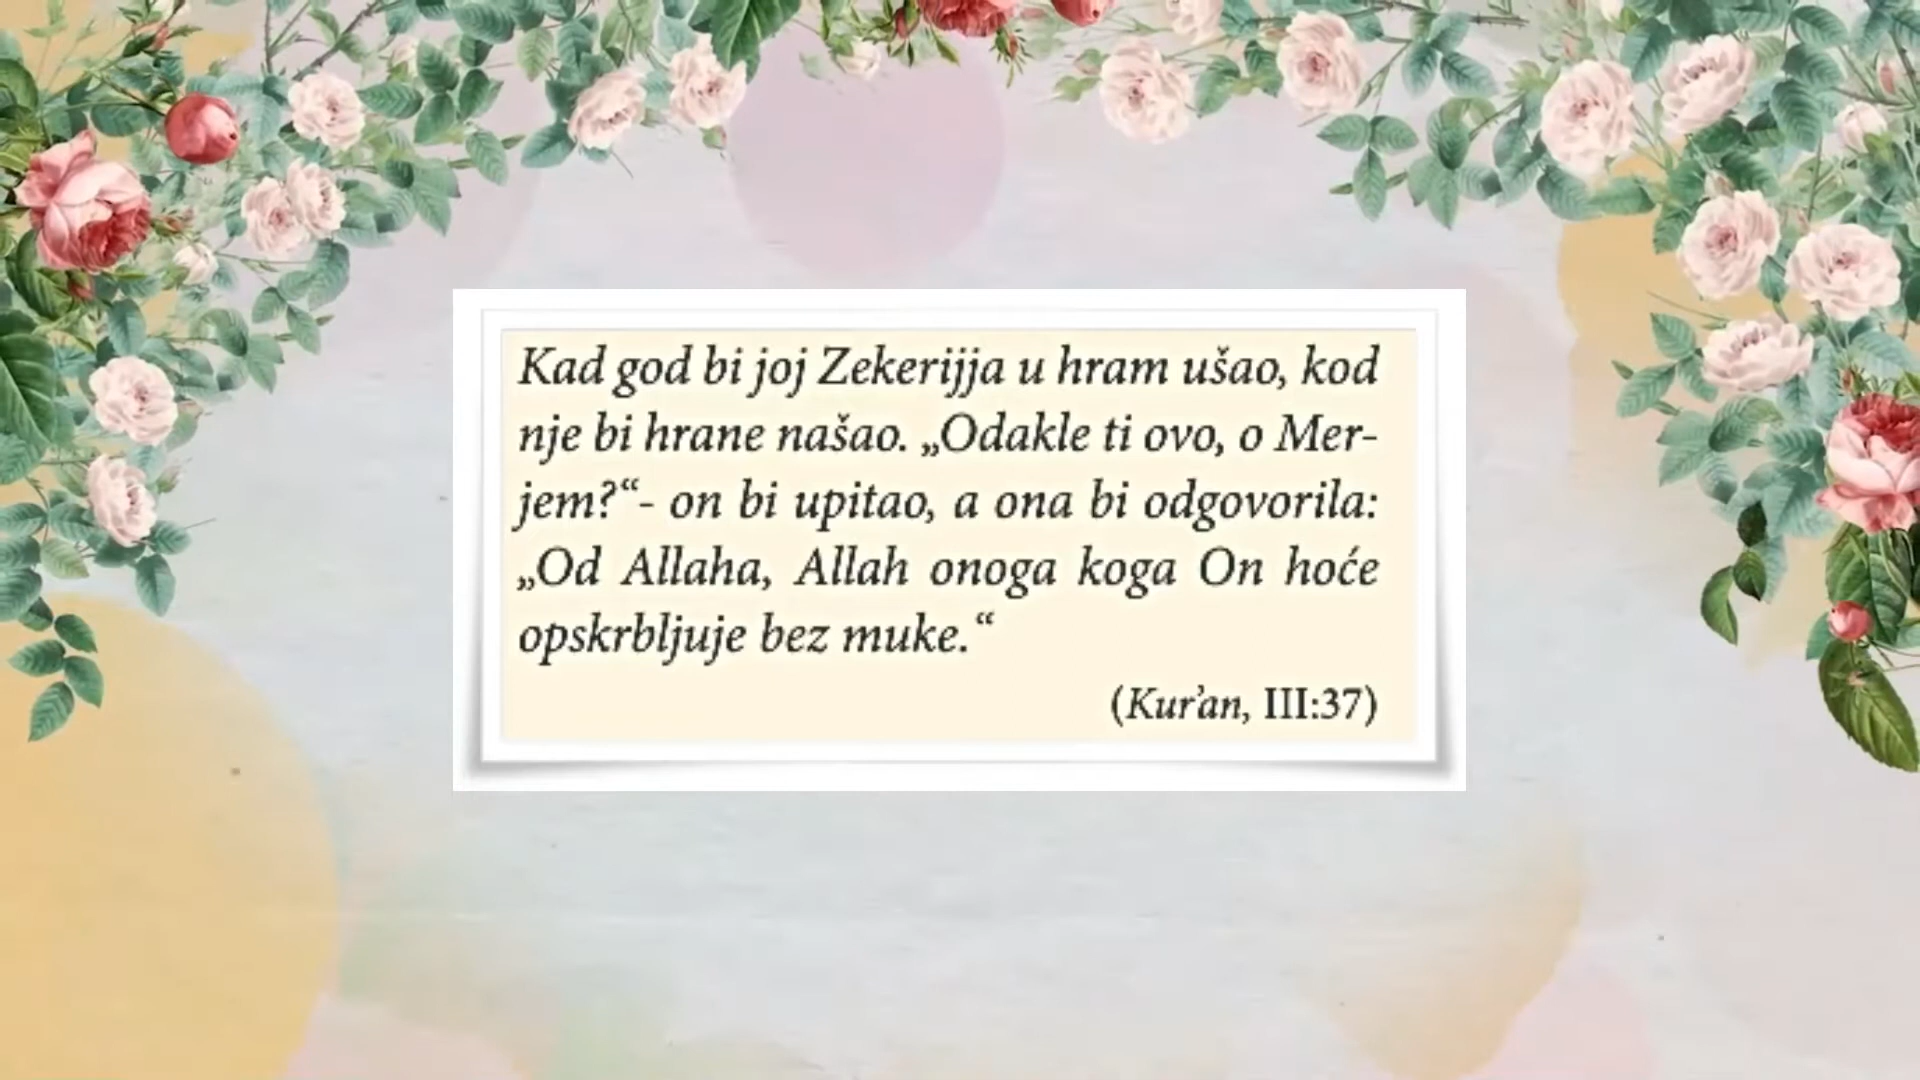 Kad god bi joj Zekerijja u hram ušao, kod
nje bi hrane našao. „Odakle ti ovo, o Mer-
jem?“- on bi upitao, a ona bi odgovorila:
„Od Allaha, Allah onoga koga On hoće
opskrbljuje bez muke.“
(Kur’an, III:37)